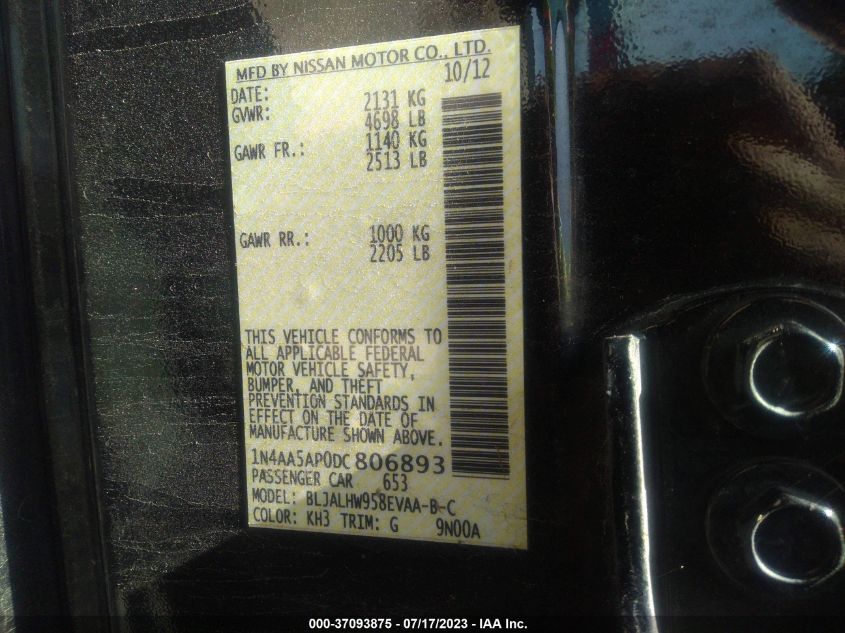 MFD BY NISSAN MOTOR CO., LTD.
DATE: 10/12
GVWR: 2131 KG
4698 LB
GAWR FR.: 1140 KG
2513 LB
GAWR RR.: 1000 KG
2205 LB
THIS VEHICLE CONFORMS TO
ALL APPLICABLE FEDERAL
MOTOR VEHICLE SAFETY,
BUMPER, AND THEFT
PREVENTION STANDARDS IN
EFFECT ON THE DATE OF
MANUFACTURE SHOWN ABOVE.
1N4AA5AP0DC806893
PASSENGER CAR 653
MODEL: BLJALHW958EVAA-B-C
COLOR: KH3 TRIM: G 9N00A
000-37093875 - 07/17/2023 - IAA Inc.